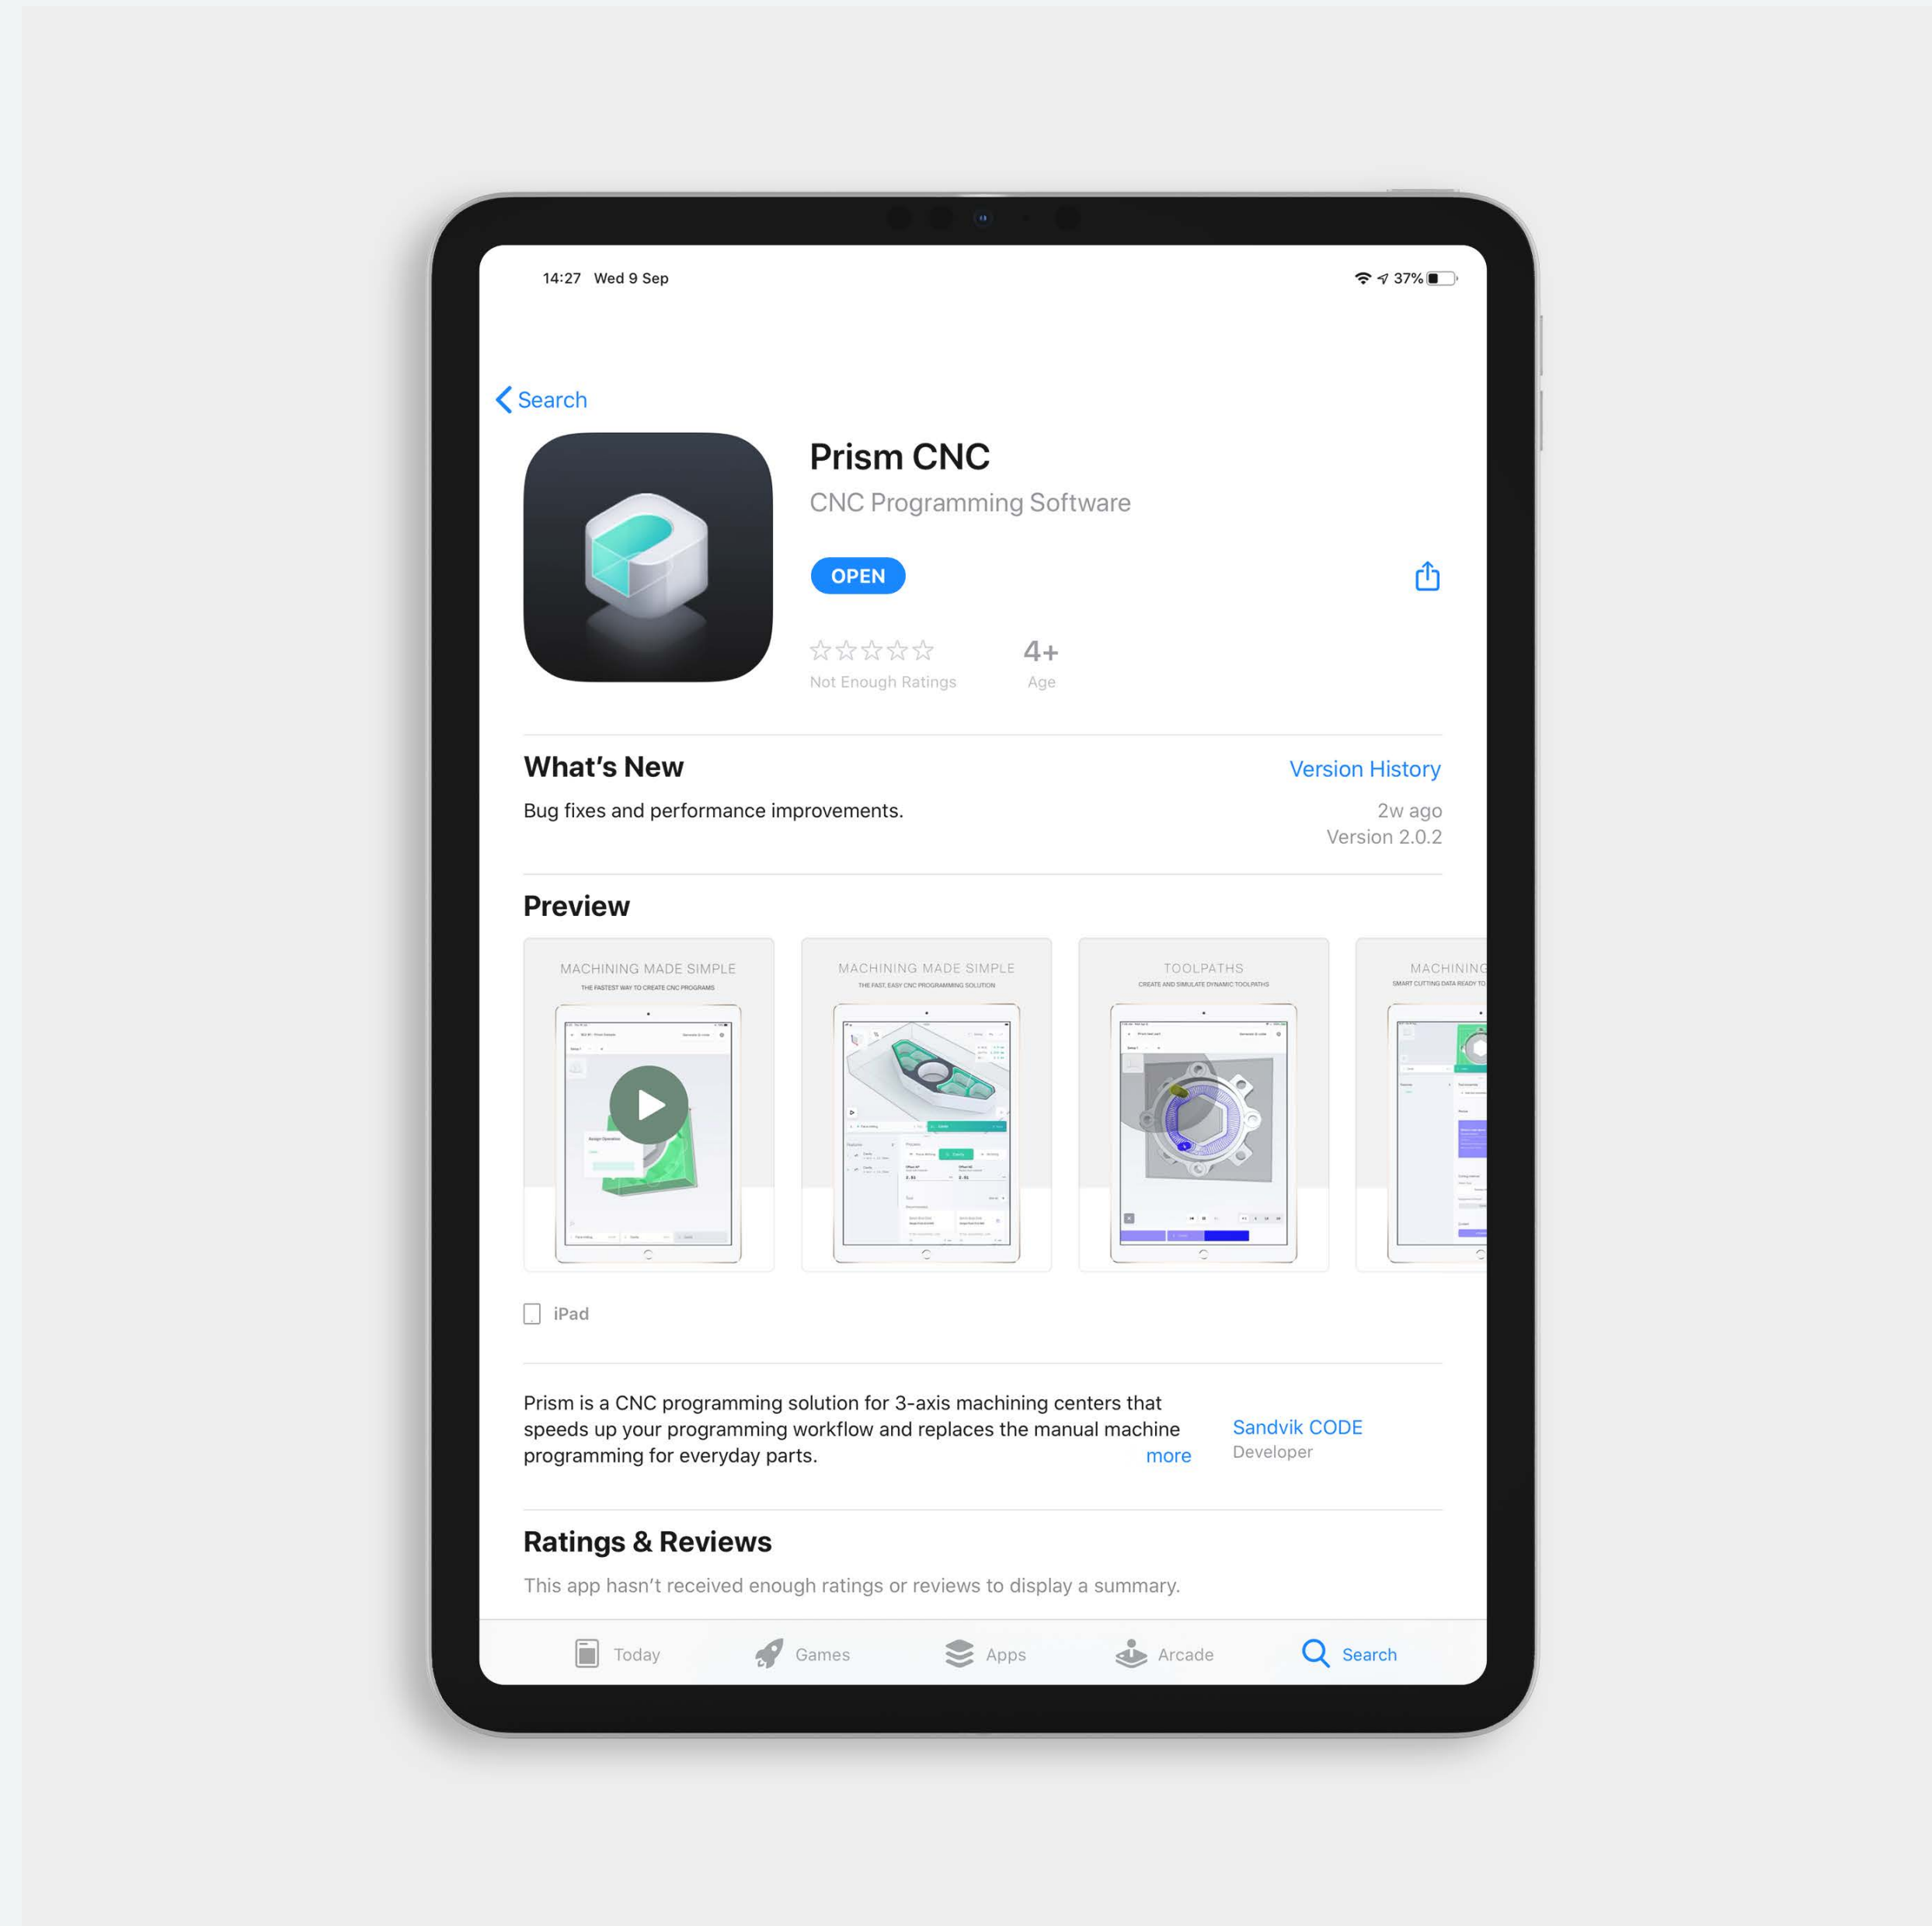 14:27 Wed 9 Sep
37%
Search
Prism CNC
CNC Programming Software
OPEN
Not Enough Ratings
4+
Age
What's New
Version History
Bug fixes and performance improvements.
2w ago
Version 2.0.2
Preview
MACHINING MADE SIMPLE
THE FASTEST WAY TO CREATE CNC PROGRAMS
MACHINING MADE SIMPLE
THE FAST, EASY CNC PROGRAMMING SOLUTION
TOOLPATHS
CREATE AND SIMULATE DYNAMIC TOOLPATHS
MACHINING
SMART CUTTING DATA READY TO
iPad
Prism is a CNC programming solution for 3-axis machining centers that
speeds up your programming workflow and replaces the manual machine
programming for everyday parts.
more
Sandvik CODE
Developer
Ratings & Reviews
This app hasn't received enough ratings or reviews to display a summary.
Today
Games
Apps
Arcade
Search